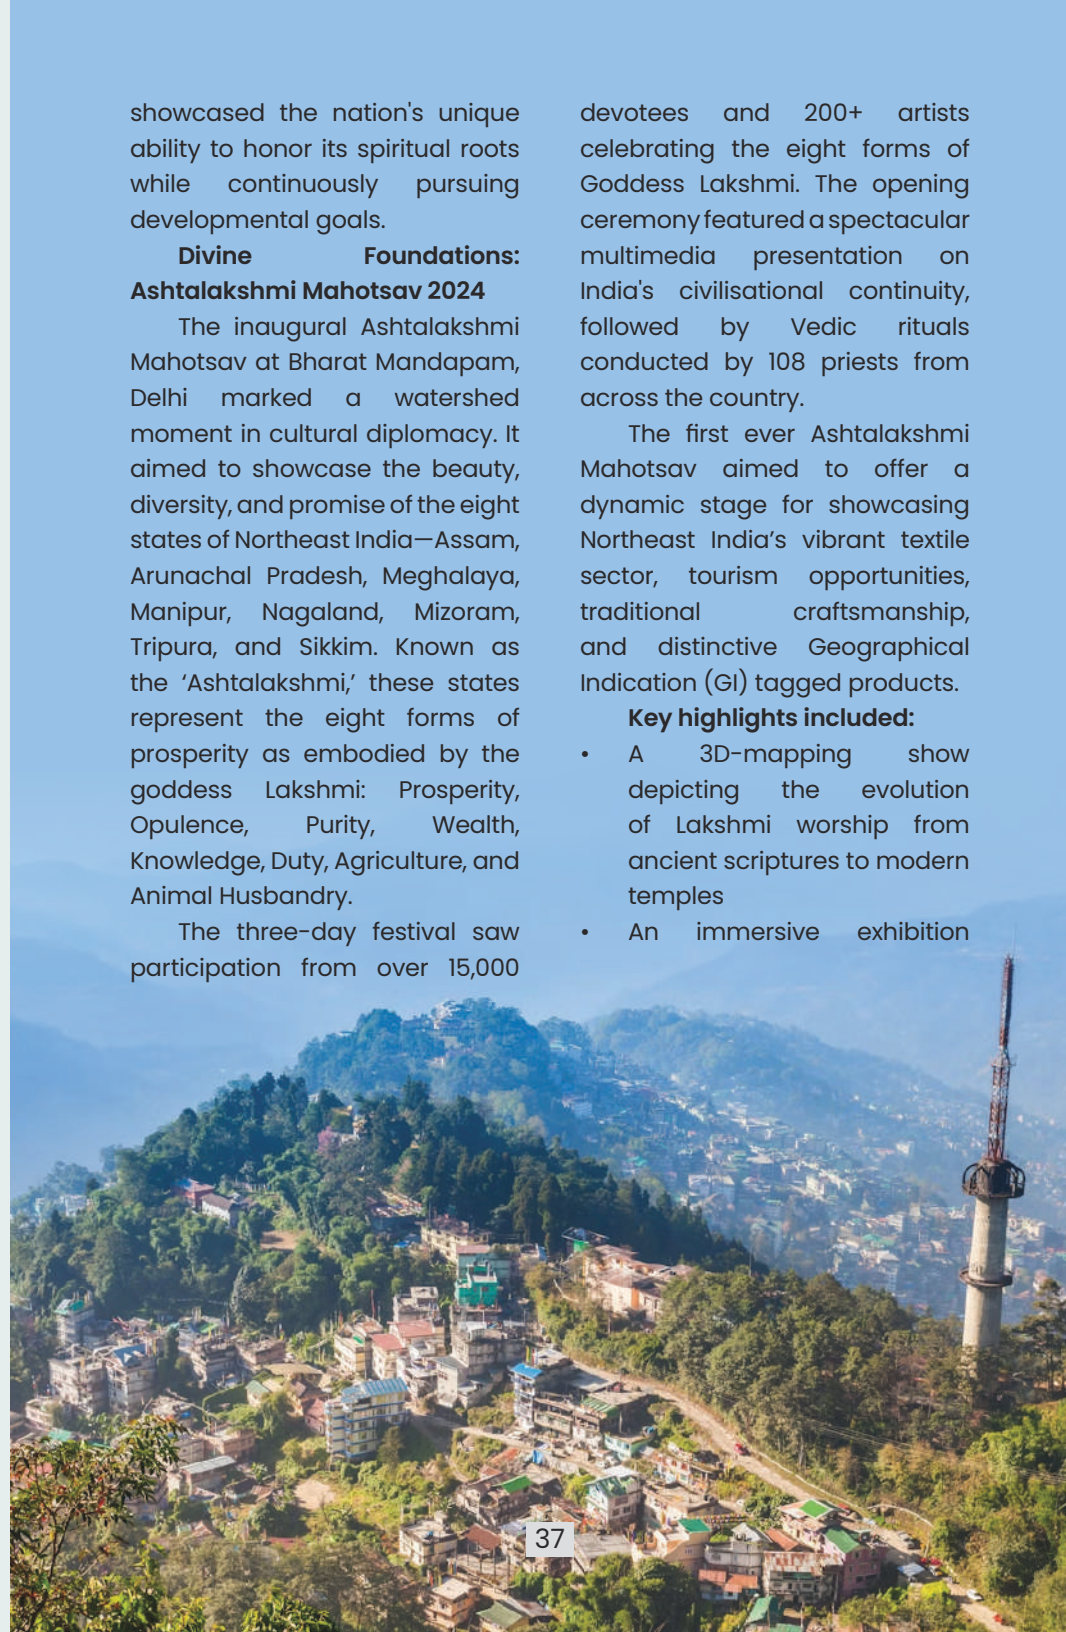 showcased the nation's unique
ability to honor its spiritual roots
while continuously pursuing
developmental goals.
Divine Foundations:
Ashtalakshmi Mahotsav 2024
The inaugural Ashtalakshmi
Mahotsav at Bharat Mandapam,
Delhi marked a watershed
moment in cultural diplomacy. It
aimed to showcase the beauty,
diversity, and promise of the eight
states of Northeast India—Assam,
Arunachal Pradesh, Meghalaya,
Manipur, Nagaland, Mizoram,
Tripura, and Sikkim. Known as
the ‘Ashtalakshmi,’ these states
represent the eight forms of
prosperity as embodied by the
goddess Lakshmi: Prosperity,
Opulence, Purity, Wealth,
Knowledge, Duty, Agriculture, and
Animal Husbandry.
The three-day festival saw
participation from over 15,000
devotees and 200+ artists
celebrating the eight forms of
Goddess Lakshmi. The opening
ceremony featured a spectacular
multimedia presentation on
India's civilisational continuity,
followed by Vedic rituals
conducted by 108 priests from
across the country.
The first ever Ashtalakshmi
Mahotsav aimed to offer a
dynamic stage for showcasing
Northeast India’s vibrant textile
sector, tourism opportunities,
traditional craftsmanship,
and distinctive Geographical
Indication (GI) tagged products.
Key highlights included:
• A 3D-mapping show
depicting the evolution
of Lakshmi worship from
ancient scriptures to modern
temples
• An immersive exhibition
37